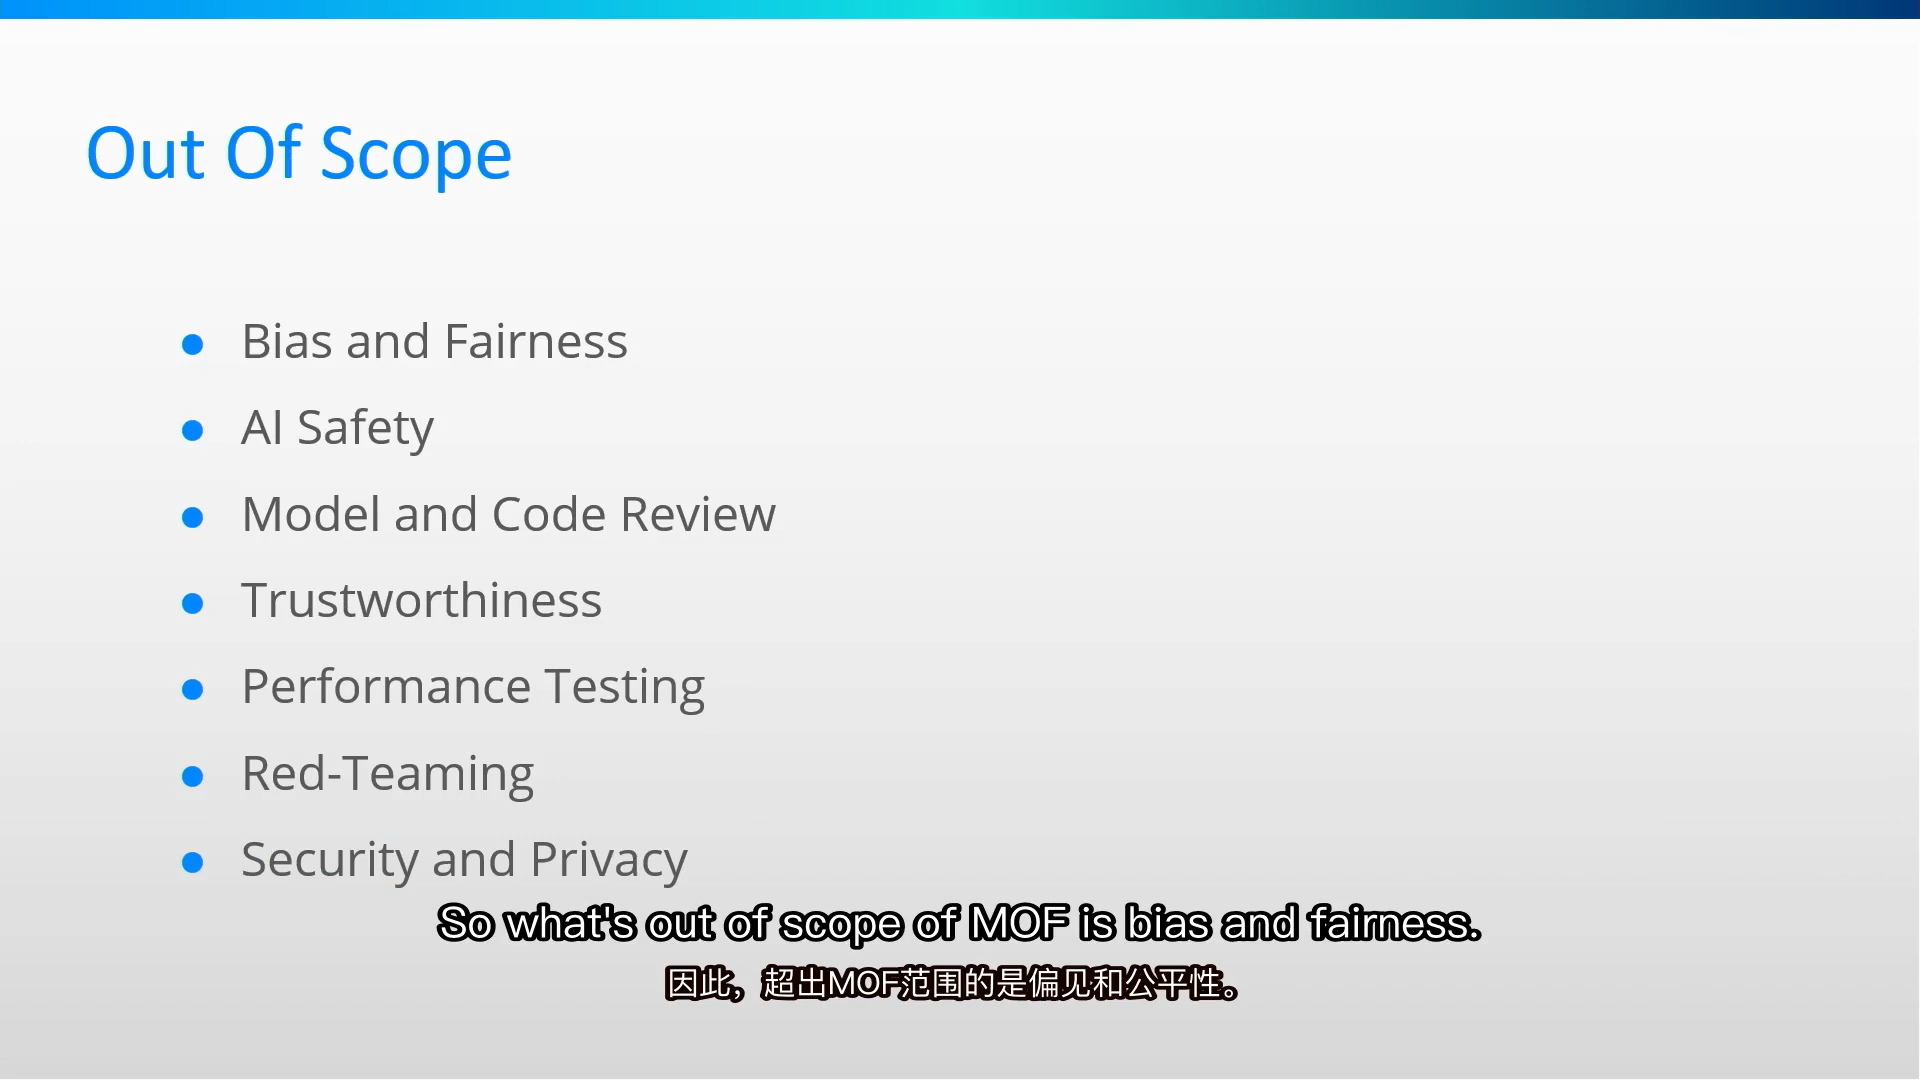 Out Of Scope
Bias and Fairness
AI Safety
Model and Code Review
Trustworthiness
Performance Testing
Red-Teaming
Security and Privacy
So what's out of scope of MOF is bias and fairness.
因此，超出MOF范围的是偏见和公平性。